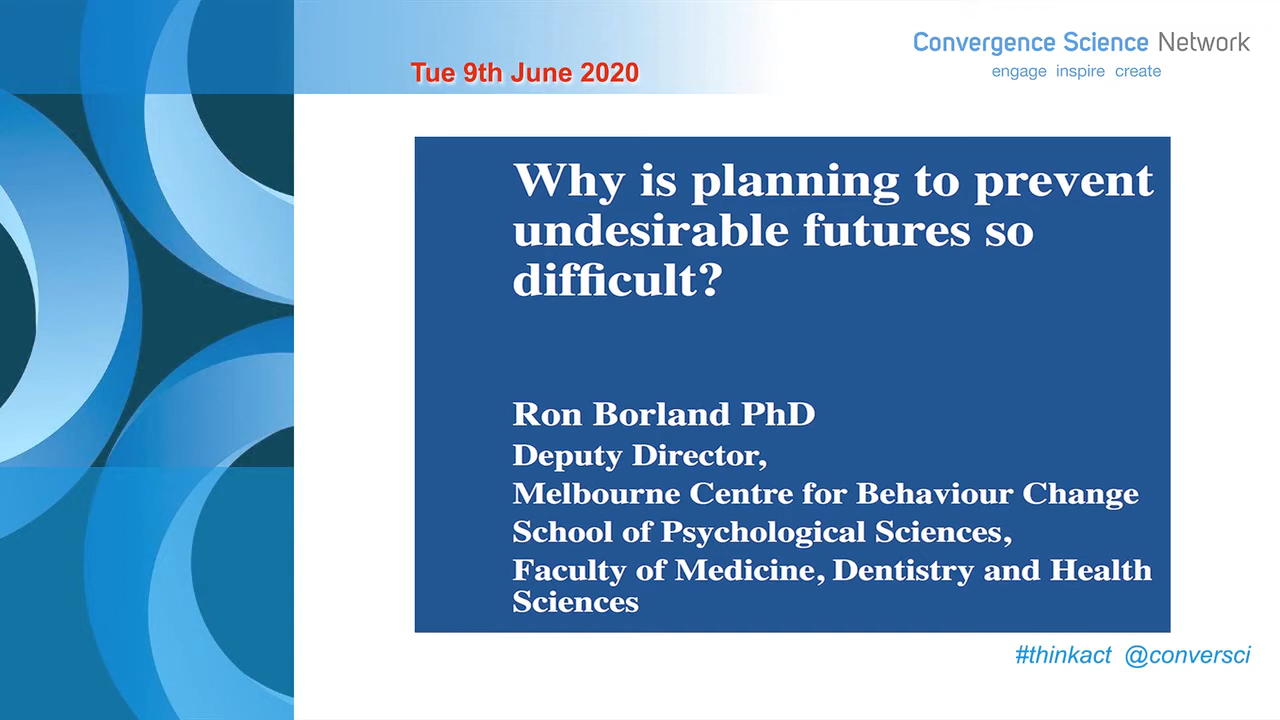 Tue 9th June 2020
Convergence Science Network
engage inspire create
Why is planning to prevent
undesirable futures so
difficult?
Ron Borland PhD
Deputy Director,
Melbourne Centre for Behaviour Change
School of Psychological Sciences,
Faculty of Medicine, Dentistry and Health
Sciences
#thinkact @conversci